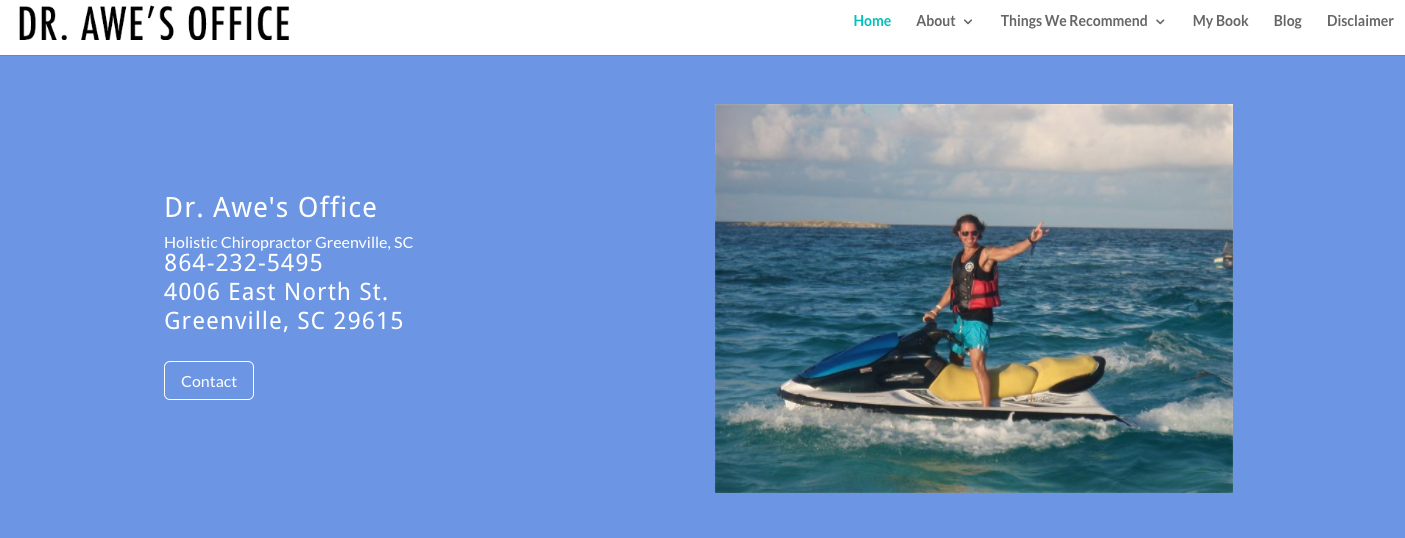 DR. AWE'S OFFICE
Home About Things We Recommend My Book Blog Disclaimer
Dr. Awe's Office
Holistic Chiropractor Greenville, SC
864-232-5495
4006 East North St.
Greenville, SC 29615
Contact